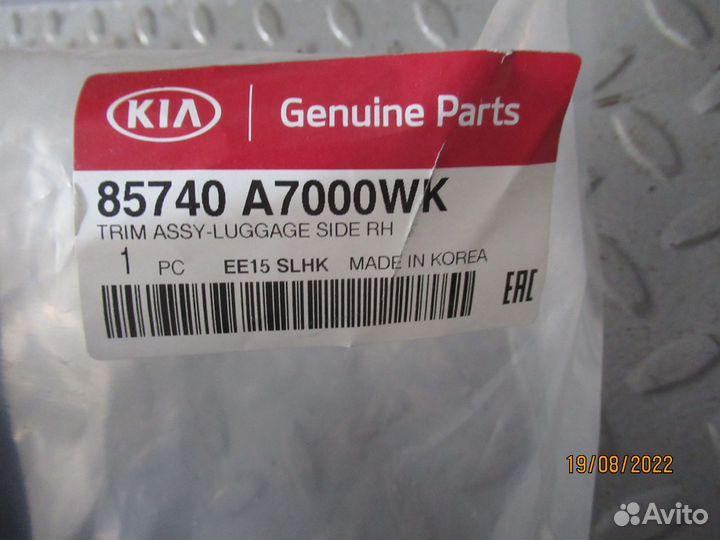 KIA Genuine Parts
85740 A7000WK
TRIM ASSY-LUGGAGE SIDE RH
1 PC EE15 SLHK MADE IN KOREA
EAC
19/08/2022
Avito